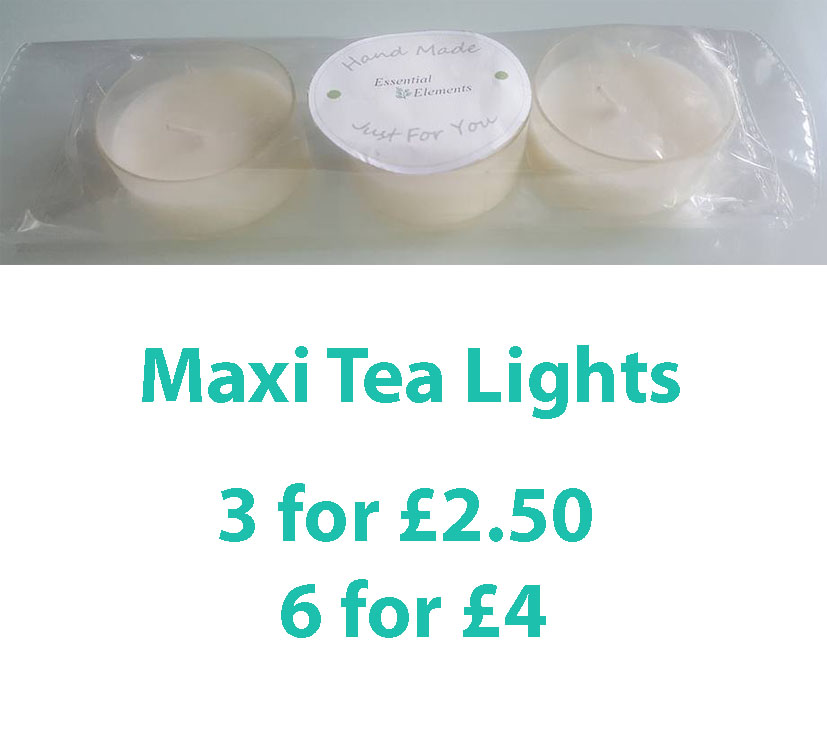 Hand Made
Essential
Elements
Just For You
Maxi Tea Lights
3 for £2.50
6 for £4